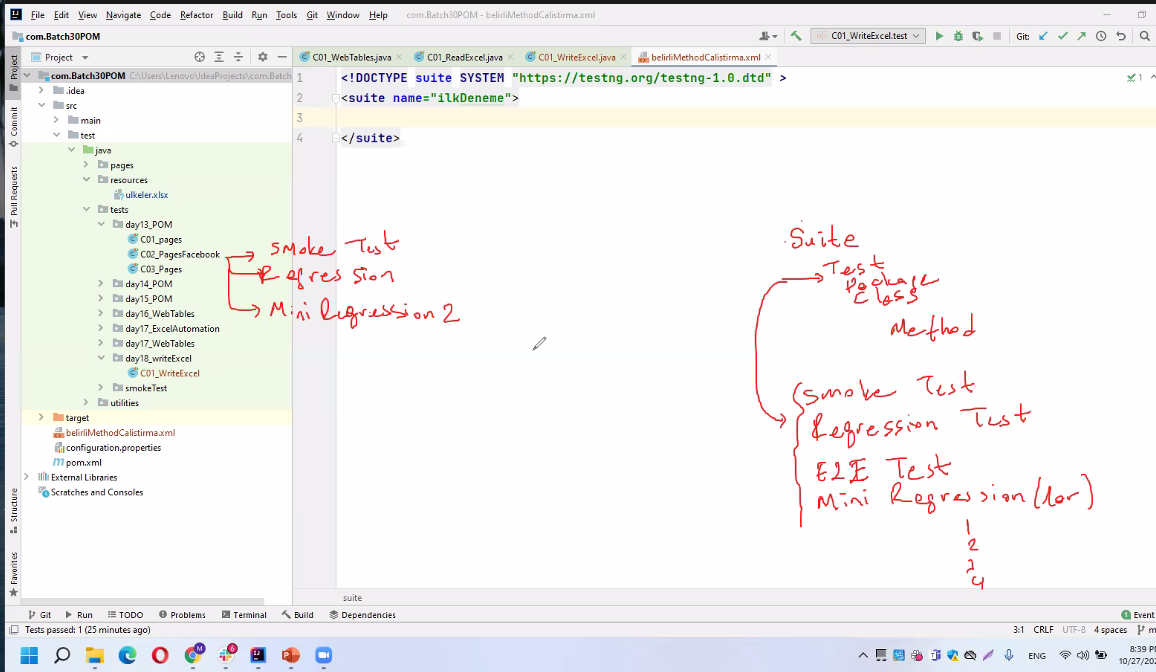 File Edit View Navigate Code Refactor Build Run Tools Git Window Help com.Batch30POM - belirliMethodCalistirma.xml
com.Batch30POM
C01_WriteExcel.test
Git:
Project
C01_WebTables.java
C01_ReadExcel.java
C01_WriteExcel.java
belirliMethodCalistirma.xml
com.Batch30POM C:\Users\Lenovo\IdeaProjects\com.Batch
.idea
src
main
test
java
pages
resources
ulkeler.xlsx
tests
day13_POM
C01_pages
C02_PagesFacebook
C03_Pages
day14_POM
day15_POM
day16_WebTables
day17_ExcelAutomation
day17_WebTables
day18_writeExcel
C01_WriteExcel
smokeTest
utilities
target
belirliMethodCalistirma.xml
configuration.properties
pom.xml
External Libraries
Scratches and Consoles
Project
Commit
Pull Requests
Structure
Favorites
1 <!DOCTYPE suite SYSTEM "https://testng.org/testng-1.0.dtd" >
2 <suite name="ilkDeneme">
3
4 </suite>
1
Smoke Test
Regression
Mini Regression 2
Suite
Test
Package
Class
Method
Smoke Test
Regression Test
E2E Test
Mini Regression(lar)
1
2
3
4
suite
Git Run TODO Problems Terminal Build Dependencies
Event
Tests passed: 1 (25 minutes ago)
3:1 CRLF UTF-8 4 spaces
M
6
ENG
8:39 PM